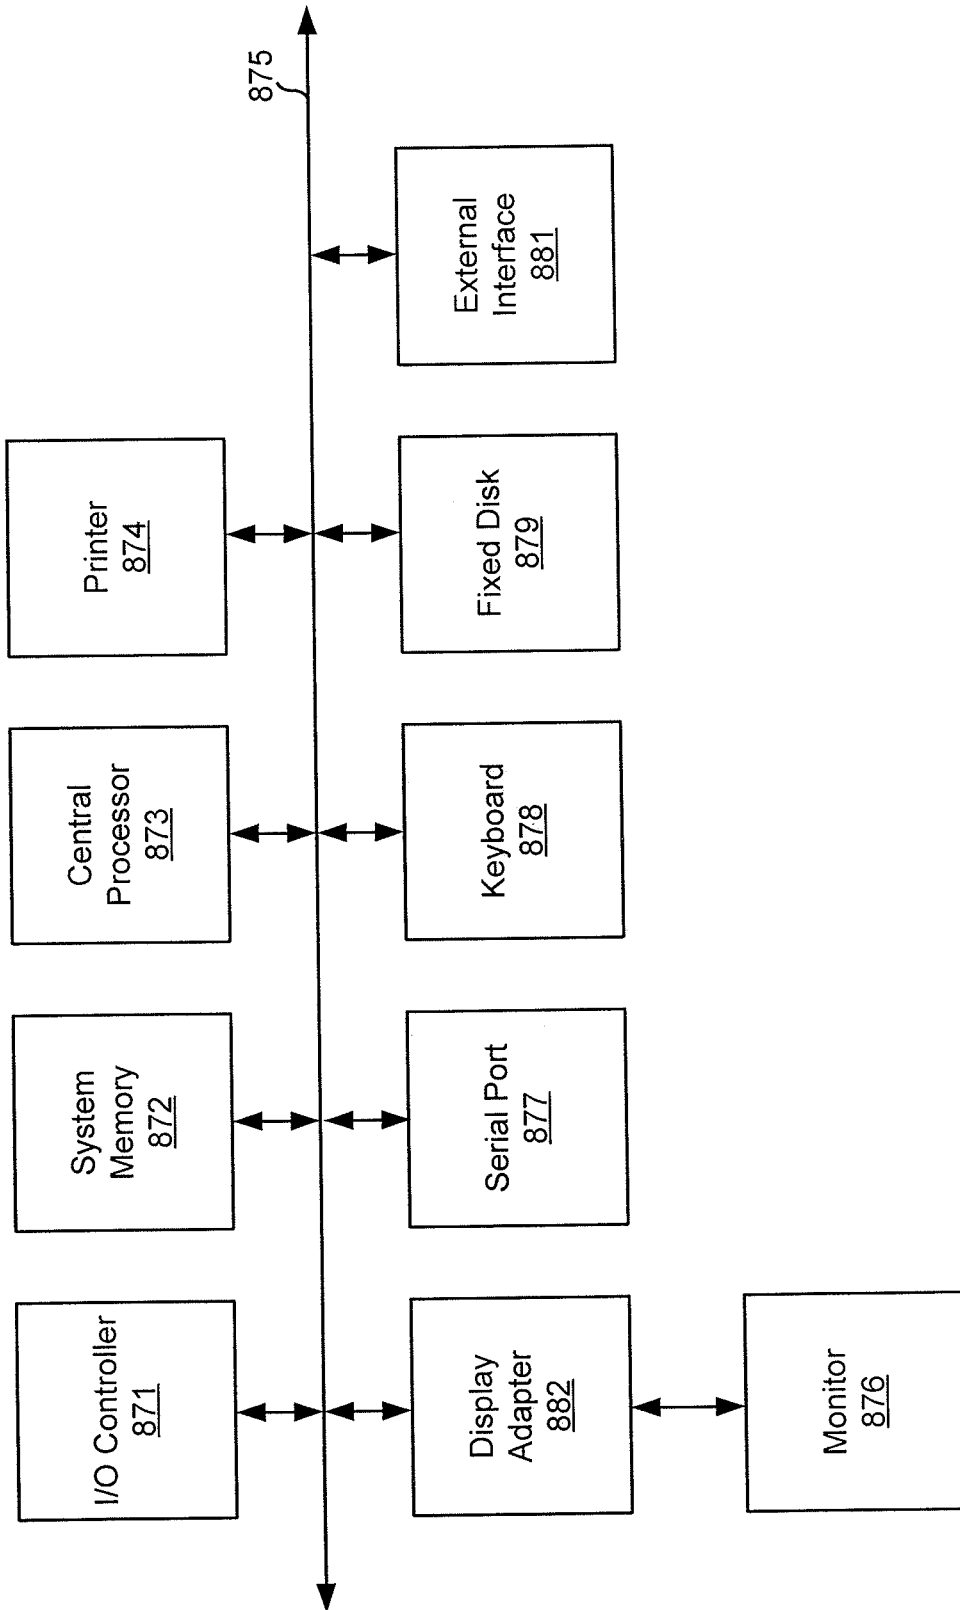 I/O Controller
871
System
Memory
872
Central
Processor
873
Printer
874
875
Display
Adapter
882
Serial Port
877
Keyboard
878
Fixed Disk
879
External
Interface
881
Monitor
876